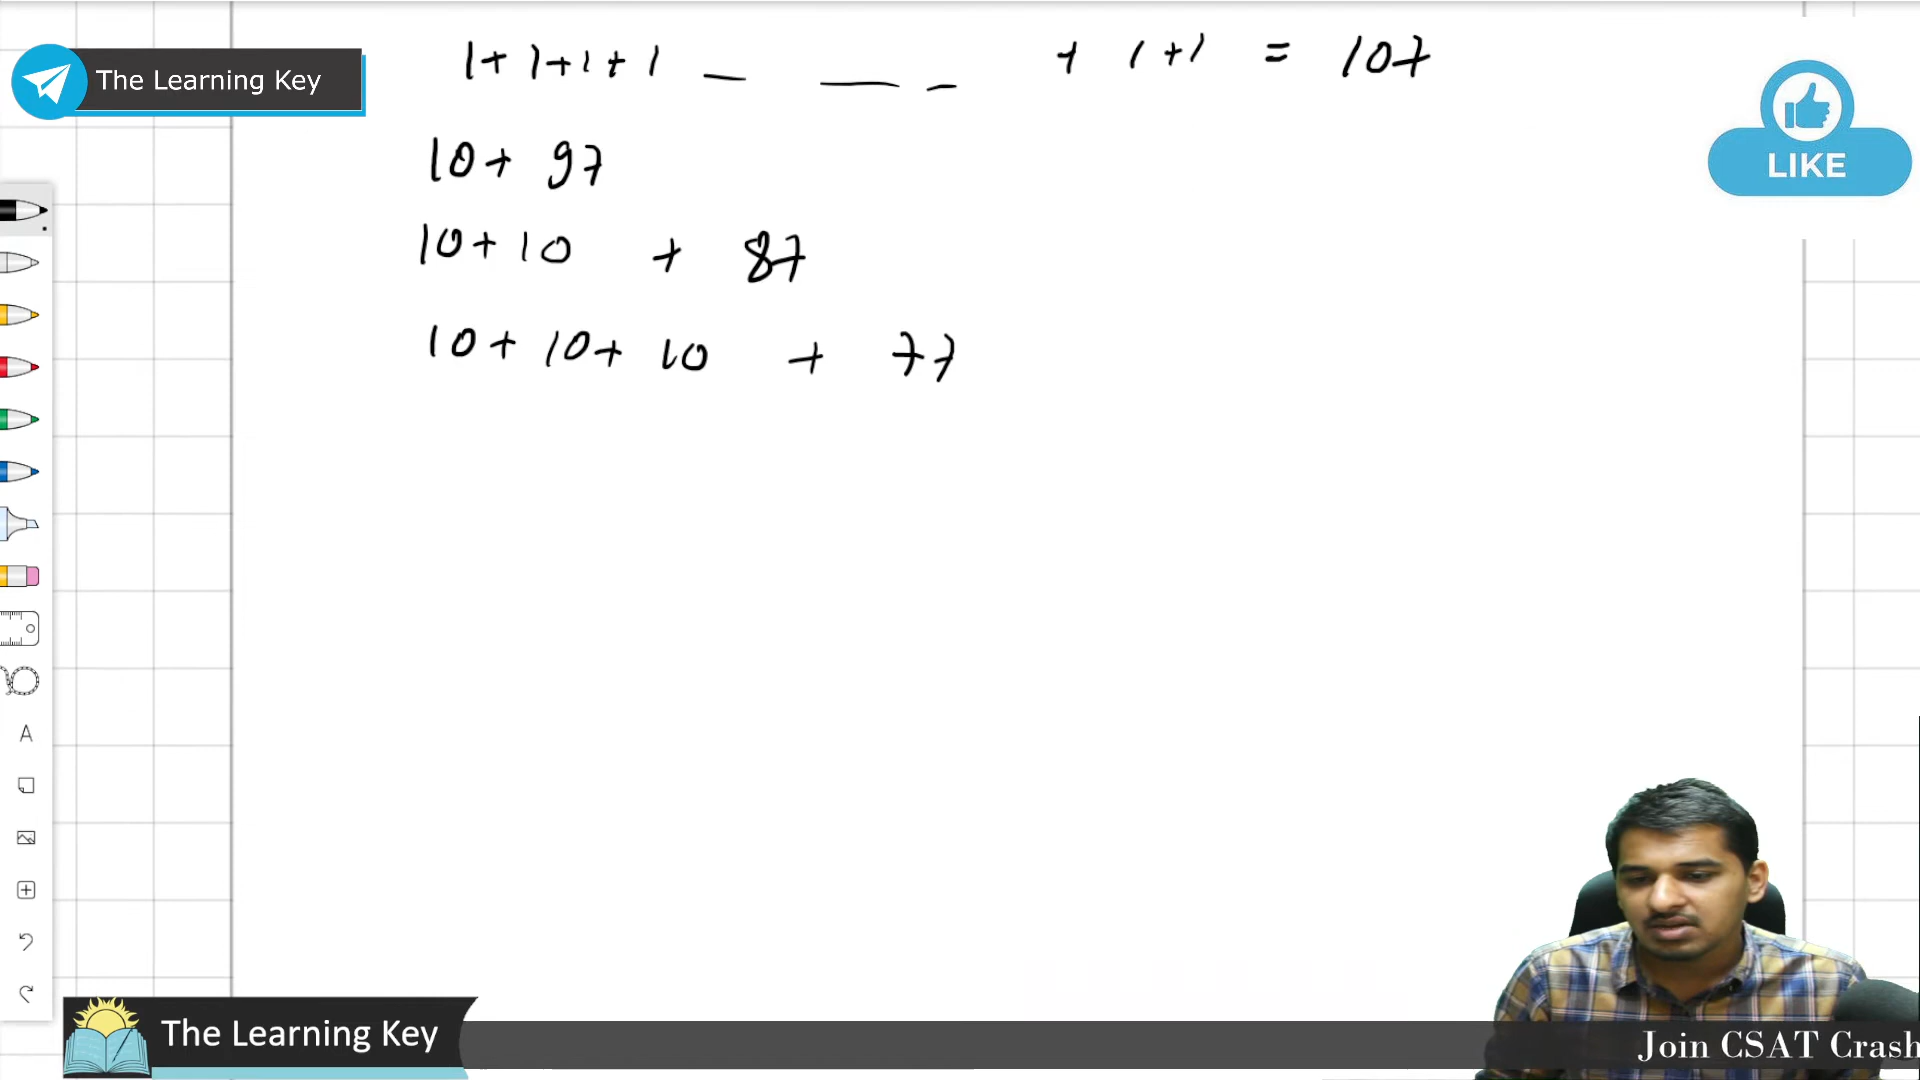 The Learning Key
1+1+1+1 _ __ _ + 1+1 = 107
LIKE
10+ 97
10+10 + 87
10+10+10 + 77
A
The Learning Key
Join CSAT Crash